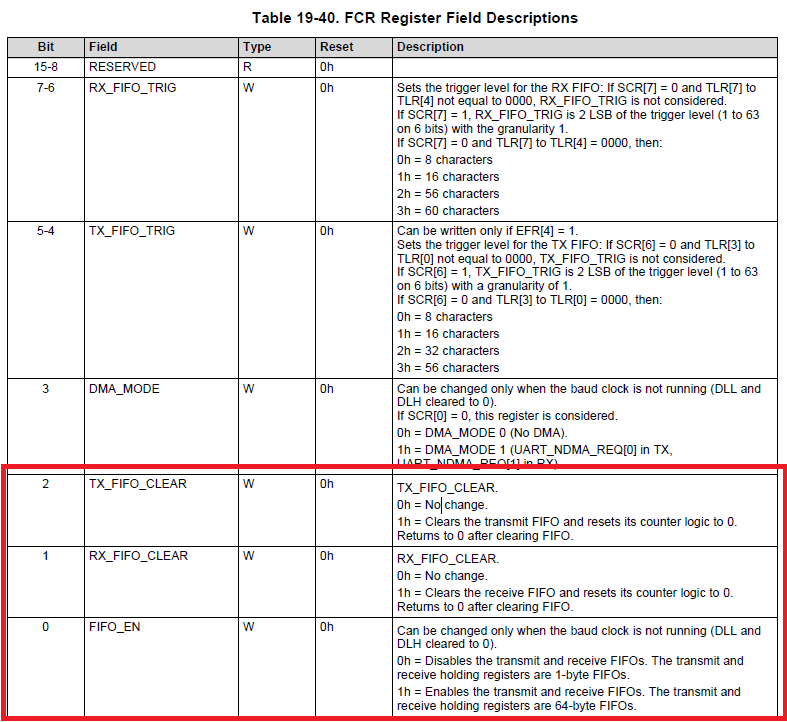 Table 19-40. FCR Register Field Descriptions
Bit Field Type Reset Description
15-8 RESERVED R 0h
7-6 RX_FIFO_TRIG W 0h Sets the trigger level for the RX FIFO: If SCR[7] = 0 and TLR[7] to
TLR[4] not equal to 0000, RX_FIFO_TRIG is not considered.
If SCR[7] = 1, RX_FIFO_TRIG is 2 LSB of the trigger level (1 to 63
on 6 bits) with the granularity 1.
If SCR[7] = 0 and TLR[7] to TLR[4] = 0000, then:
0h = 8 characters
1h = 16 characters
2h = 56 characters
3h = 60 characters
5-4 TX_FIFO_TRIG W 0h Can be written only if EFR[4] = 1.
Sets the trigger level for the TX FIFO: If SCR[6] = 0 and TLR[3] to
TLR[0] not equal to 0000, TX_FIFO_TRIG is not considered.
If SCR[6] = 1, TX_FIFO_TRIG is 2 LSB of the trigger level (1 to 63
on 6 bits) with a granularity of 1.
If SCR[6] = 0 and TLR[3] to TLR[0] = 0000, then:
0h = 8 characters
1h = 16 characters
2h = 32 characters
3h = 56 characters
3 DMA_MODE W 0h Can be changed only when the baud clock is not running (DLL and
DLH cleared to 0).
If SCR[0] = 0, this register is considered.
0h = DMA_MODE 0 (No DMA).
1h = DMA_MODE 1 (UART_NDMA_REQ[0] in TX,
UART_NDMA_REQ[1] in RX)
2 TX_FIFO_CLEAR W 0h TX_FIFO_CLEAR.
0h = No change.
1h = Clears the transmit FIFO and resets its counter logic to 0.
Returns to 0 after clearing FIFO.
1 RX_FIFO_CLEAR W 0h RX_FIFO_CLEAR.
0h = No change.
1h = Clears the receive FIFO and resets its counter logic to 0.
Returns to 0 after clearing FIFO.
0 FIFO_EN W 0h Can be changed only when the baud clock is not running (DLL and
DLH cleared to 0).
0h = Disables the transmit and receive FIFOs. The transmit and
receive holding registers are 1-byte FIFOs.
1h = Enables the transmit and receive FIFOs. The transmit and
receive holding registers are 64-byte FIFOs.